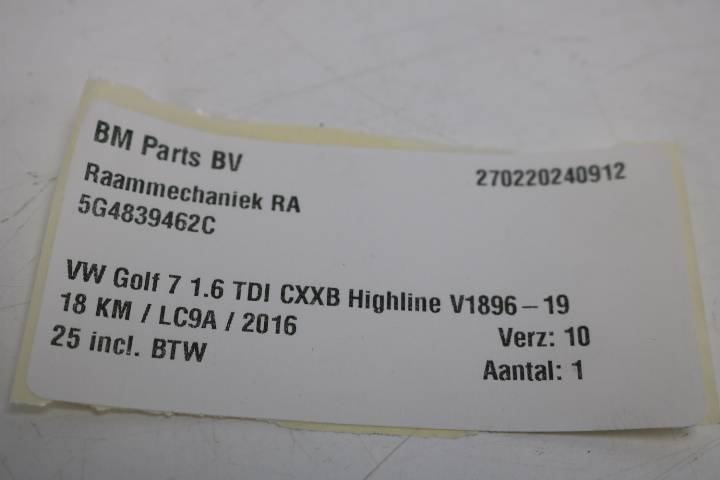 BM Parts BV
270220240912
Raammechaniek RA
5G4839462C
VW Golf 7 1.6 TDI CXXB Highline V1896 – 19
18 KM / LC9A / 2016
Verz: 10
25 incl. BTW
Aantal: 1